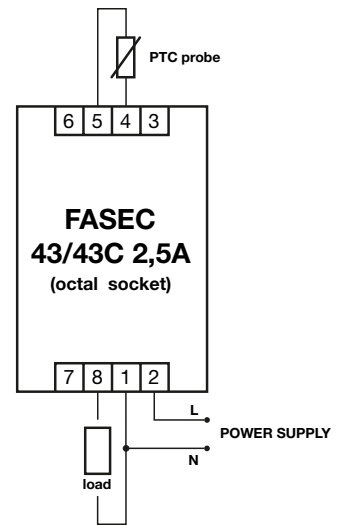 PTC probe
6 5 4 3
FASEC
43/43C 2,5A
(octal socket)
7 8 1 2
L
POWER SUPPLY
N
load